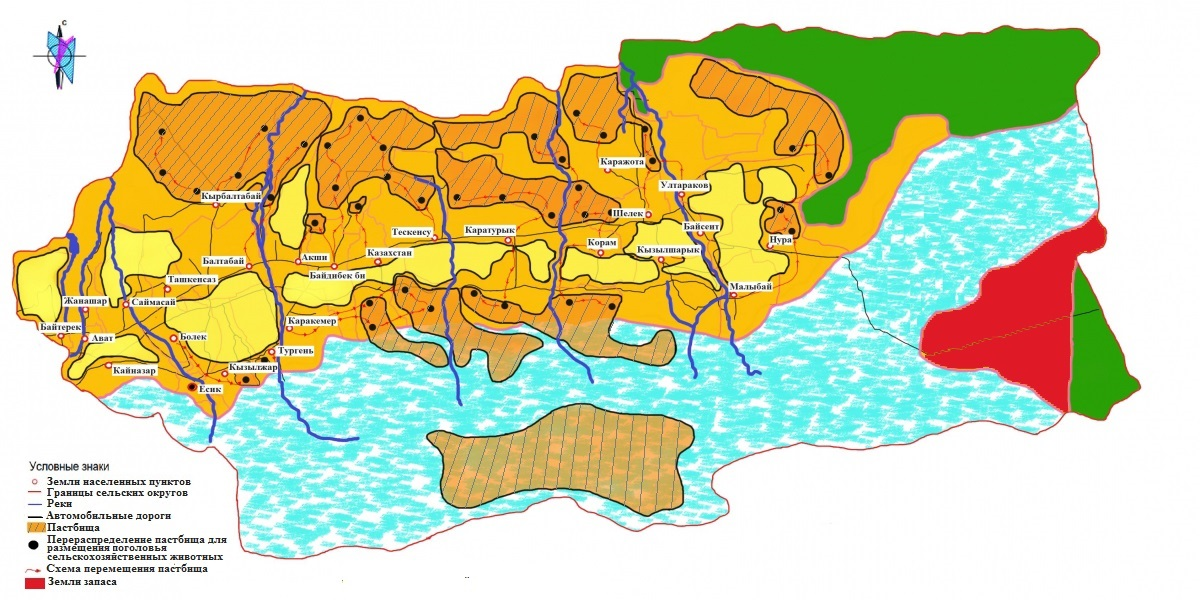 С
Каражота
Ултараков
Кырбалтабай
Шелек
Байсеит
Тескенсу
Каратурык
Нура
Корам
Кызылшарык
Казахстан
Акши
Балтабай
Байдибек би
Ташкенсаз
Малыбай
Жанашар
Саймасай
Каракемер
Байтерек
Ават
Болек
Тургень
Кайназар
Кызылжар
Есик
Условные знаки
Земли населенных пунктов
Границы сельских округов
Реки
Автомобильные дороги
Пастбища
Перераспределение пастбища для
размещения поголовья
сельскохозяйственных животных
Схема перемещения пастбища
Земли запаса